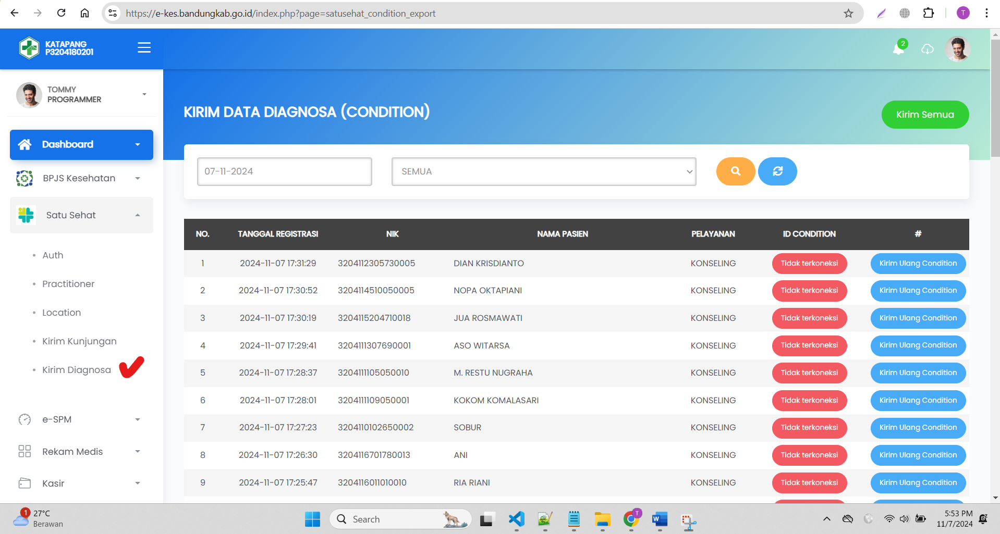 https://e-kes.bandungkab.go.id/index.php?page=satusehat_condition_export
T
KATAPANG
P3204180201
2
TOMMY
PROGRAMMER
KIRIM DATA DIAGNOSA (CONDITION)
Kirim Semua
Dashboard
BPJS Kesehatan
Satu Sehat
Auth
Practitioner
Location
Kirim Kunjungan
Kirim Diagnosa
e-SPM
Rekam Medis
Kasir
07-11-2024
SEMUA
NO. TANGGAL REGISTRASI NIK NAMA PASIEN PELAYANAN ID CONDITION #
1 2024-11-07 17:31:29 3204112305730005 DIAN KRISDIANTO KONSELING Tidak terkoneksi Kirim Ulang Condition
2 2024-11-07 17:30:52 3204114510050005 NOPA OKTAPIANI KONSELING Tidak terkoneksi Kirim Ulang Condition
3 2024-11-07 17:30:19 3204115204710018 JUA ROSMAWATI KONSELING Tidak terkoneksi Kirim Ulang Condition
4 2024-11-07 17:29:41 3204111307690001 ASO WITARSA KONSELING Tidak terkoneksi Kirim Ulang Condition
5 2024-11-07 17:28:37 3204111105050010 M. RESTU NUGRAHA KONSELING Tidak terkoneksi Kirim Ulang Condition
6 2024-11-07 17:28:01 3204111109050001 KOKOM KOMALASARI KONSELING Tidak terkoneksi Kirim Ulang Condition
7 2024-11-07 17:27:23 3204110102650002 SOBUR KONSELING Tidak terkoneksi Kirim Ulang Condition
8 2024-11-07 17:26:30 3204116701780013 ANI KONSELING Tidak terkoneksi Kirim Ulang Condition
9 2024-11-07 17:25:47 3204116011010010 RIA RIANI KONSELING Tidak terkoneksi Kirim Ulang Condition
1
27°C
Berawan
Search
T
5:53 PM
11/7/2024